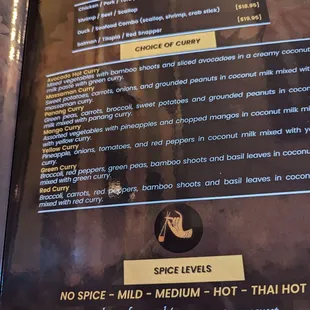 Chicken / Pork / Tofu
Shrimp / Beef / Scallop
Duck / Seafood Combo (scallop, shrimp, crab stick) ($18.95)
Salmon / Tilapia / Red Snapper ($19.95)
CHOICE OF CURRY
Avocado Hot Curry
Mixed vegetables with bamboo shoots and sliced avocadoes in a creamy coconut
milk paste with green curry.
Massaman Curry
Sweet potatoes, carrots, onions, and grounded peanuts in coconut milk mixed with
massaman curry.
Panang Curry
Green peas, carrots, broccoli, sweet potatoes and grounded peanuts in coconut
milk mixed with panang curry.
Mango Curry
Assorted vegetables with pineapples and chopped mangos in coconut milk
with yellow curry.
Yellow Curry
Pineapple, onions, tomatoes, and red peppers in coconut milk mixed with
curry.
Green Curry
Broccoli, red peppers, green peas, bamboo shoots and basil leaves in
mixed with green curry.
Red Curry
Broccoli, carrots, red peppers, bamboo shoots and basil leaves in coconut
mixed with red curry.
SPICE LEVELS
NO SPICE - MILD - MEDIUM - HOT - THAI HOT